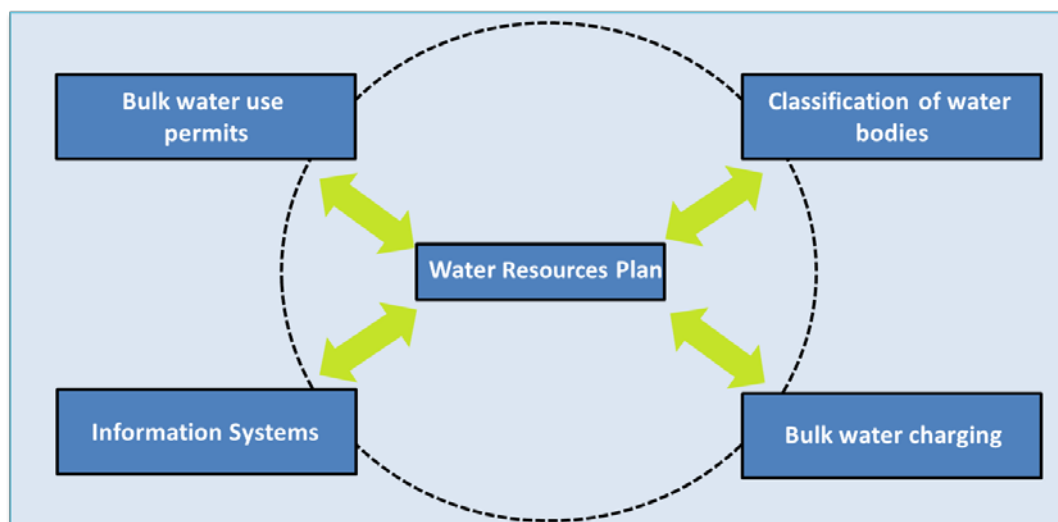 Bulk water use
permits
Classification of water
bodies
Water Resources Plan
Information Systems
Bulk water charging